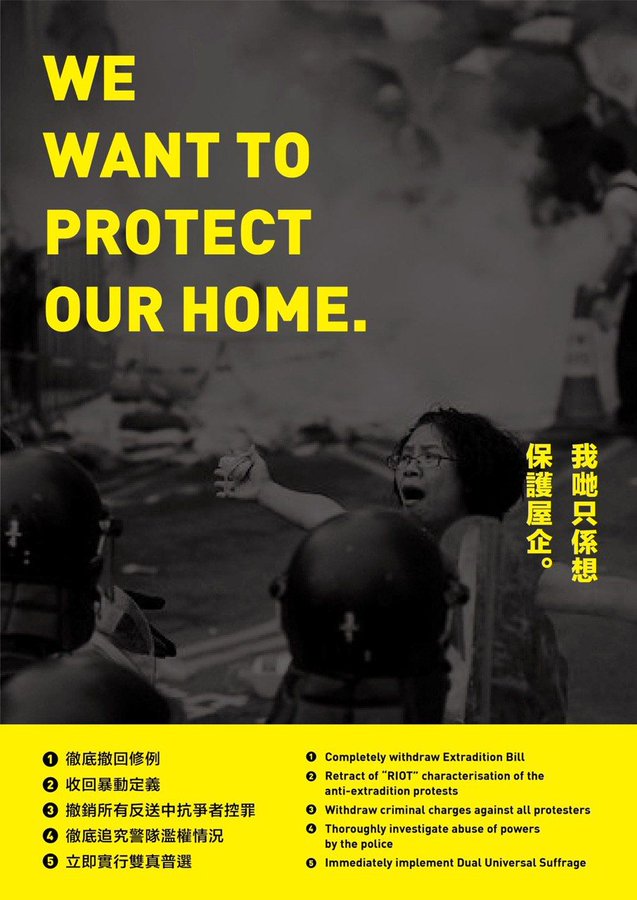 WE
WANT TO
PROTECT
OUR HOME.
我哋只係想
保護屋企。
1 徹底撤回修例
2 收回暴動定義
3 撤銷所有反送中抗爭者控罪
4 徹底追究警隊濫權情況
5 立即實行雙真普選
1 Completely withdraw Extradition Bill
2 Retract of “RIOT” characterisation of the
anti-extradition protests
3 Withdraw criminal charges against all protesters
4 Thoroughly investigate abuse of powers
by the police
5 Immediately implement Dual Universal Suffrage